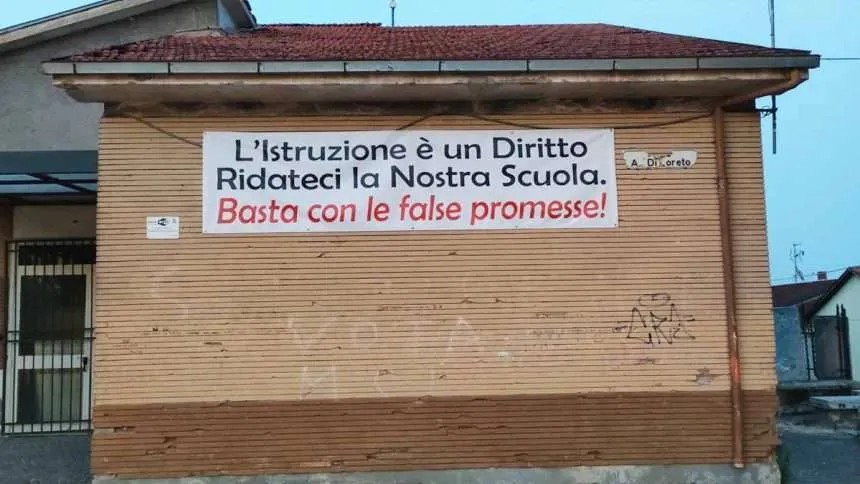 L'Istruzione è un Diritto
Ridateci la Nostra Scuola.
Basta con le false promesse!